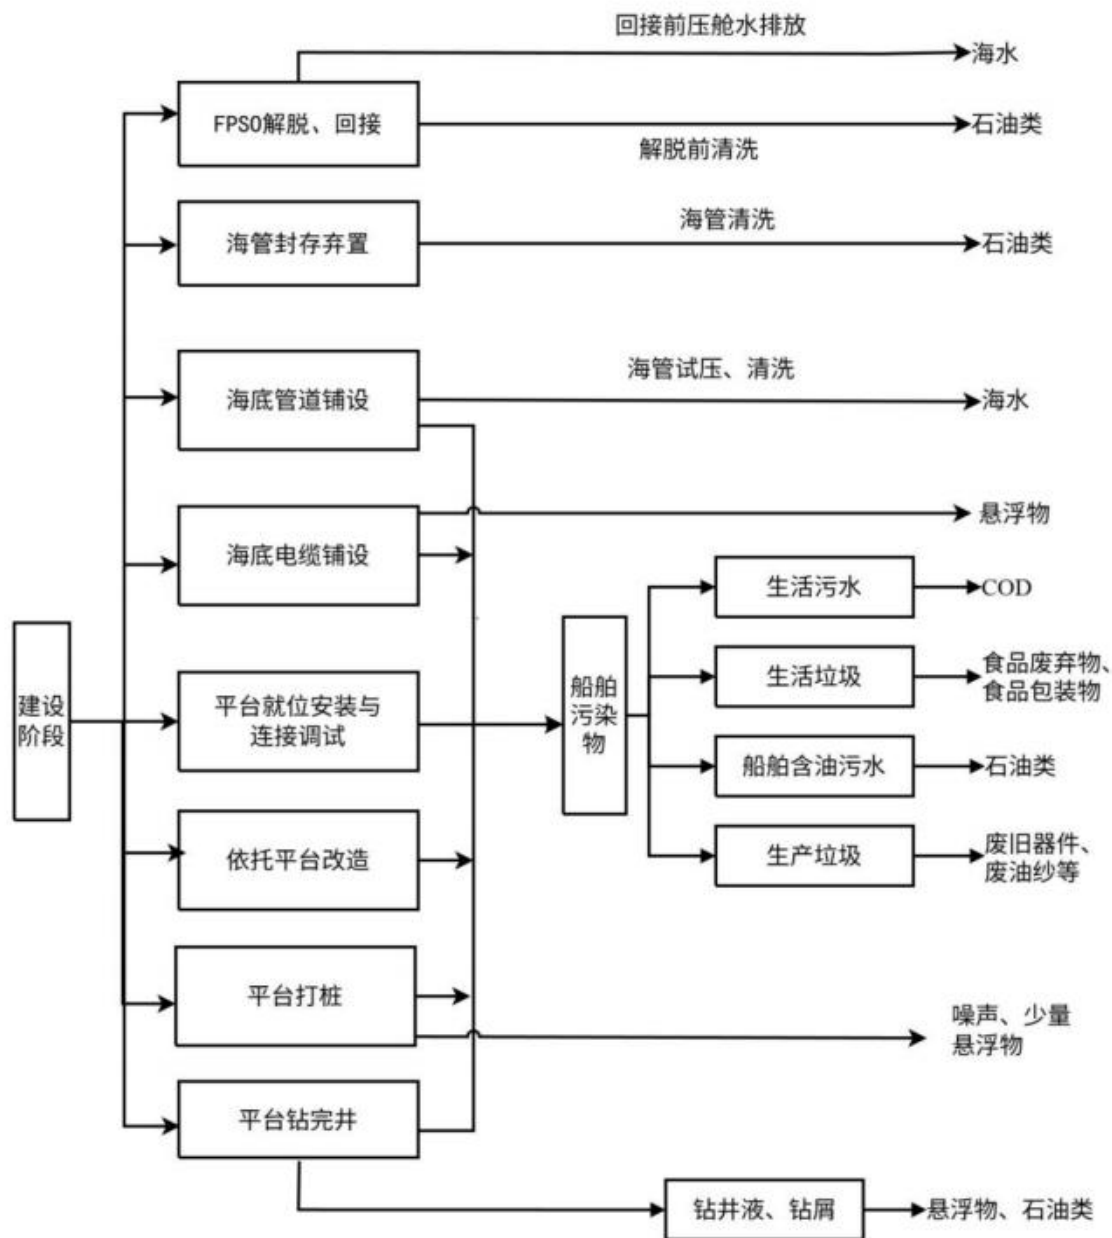 回接前压舱水排放
海水
FPSO解脱、回接
石油类
解脱前清洗
海管清洗
海管封存弃置
石油类
海管试压、清洗
海底管道铺设
海水
悬浮物
海底电缆铺设
生活污水
COD
建设
阶段
平台就位安装与
连接调试
船舶
污染
物
生活垃圾
食品废弃物、
食品包装物
船舶含油污水
石油类
依托平台改造
生产垃圾
废旧器件、
废油纱等
平台打桩
噪声、少量
悬浮物
平台钻完井
钻井液、钻屑
悬浮物、石油类